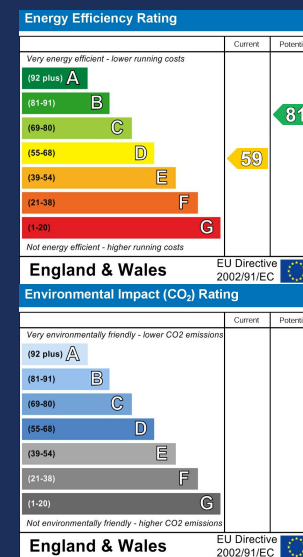 Energy Efficiency Rating
Current Potenti
Very energy efficient - lower running costs
(92 plus) A
(81-91) B
(69-80) C
(55-68) D
(39-54) E
(21-38) F
(1-20) G
59
81
Not energy efficient - higher running costs
England & Wales
EU Directive
2002/91/EC
Environmental Impact (CO₂) Rating
Current Potenti
Very environmentally friendly - lower CO2 emissions
(92 plus) A
(81-91) B
(69-80) C
(55-68) D
(39-54) E
(21-38) F
(1-20) G
Not environmentally friendly - higher CO2 emissions
England & Wales
EU Directive
2002/91/EC